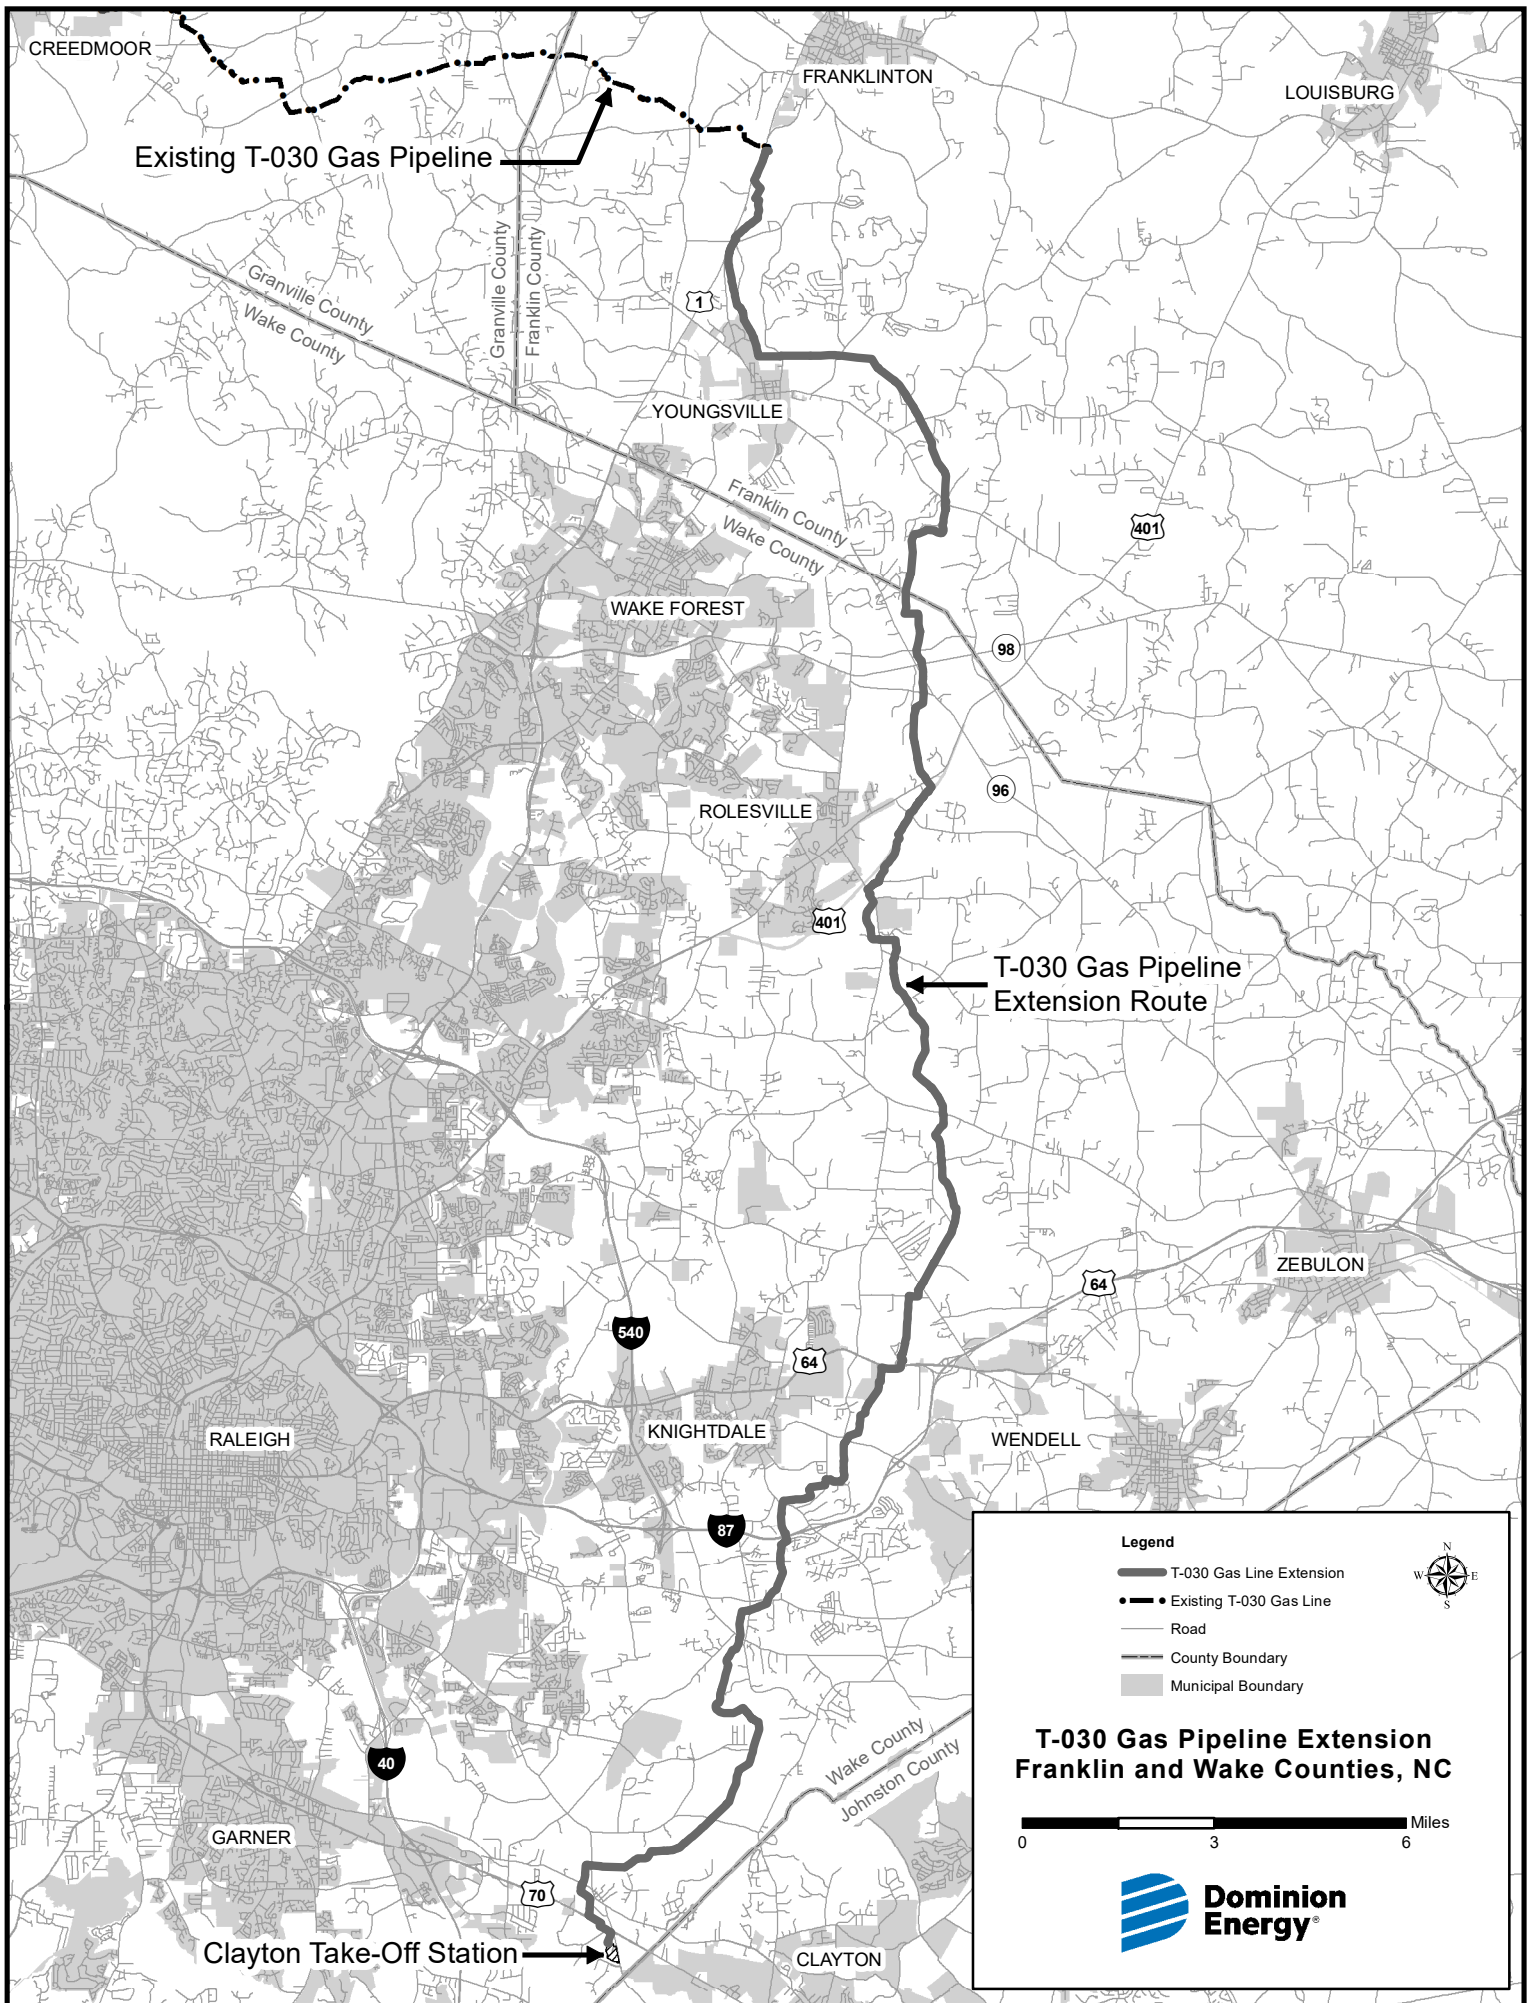 CREEDMOOR
FRANKLINTON
LOUISBURG
Existing T-030 Gas Pipeline
Granville County
Wake County
Granville County
Franklin County
1
YOUNGSVILLE
Franklin County
Wake County
401
WAKE FOREST
98
96
ROLESVILLE
401
T-030 Gas Pipeline
Extension Route
ZEBULON
64
540
64
RALEIGH
KNIGHTDALE
WENDELL
87
Legend
T-030 Gas Line Extension
Existing T-030 Gas Line
Road
County Boundary
Municipal Boundary
N
W
E
S
T-030 Gas Pipeline Extension
Franklin and Wake Counties, NC
Miles
0
3
6
Dominion
Energy®
Wake County
Johnston County
40
GARNER
70
Clayton Take-Off Station
CLAYTON